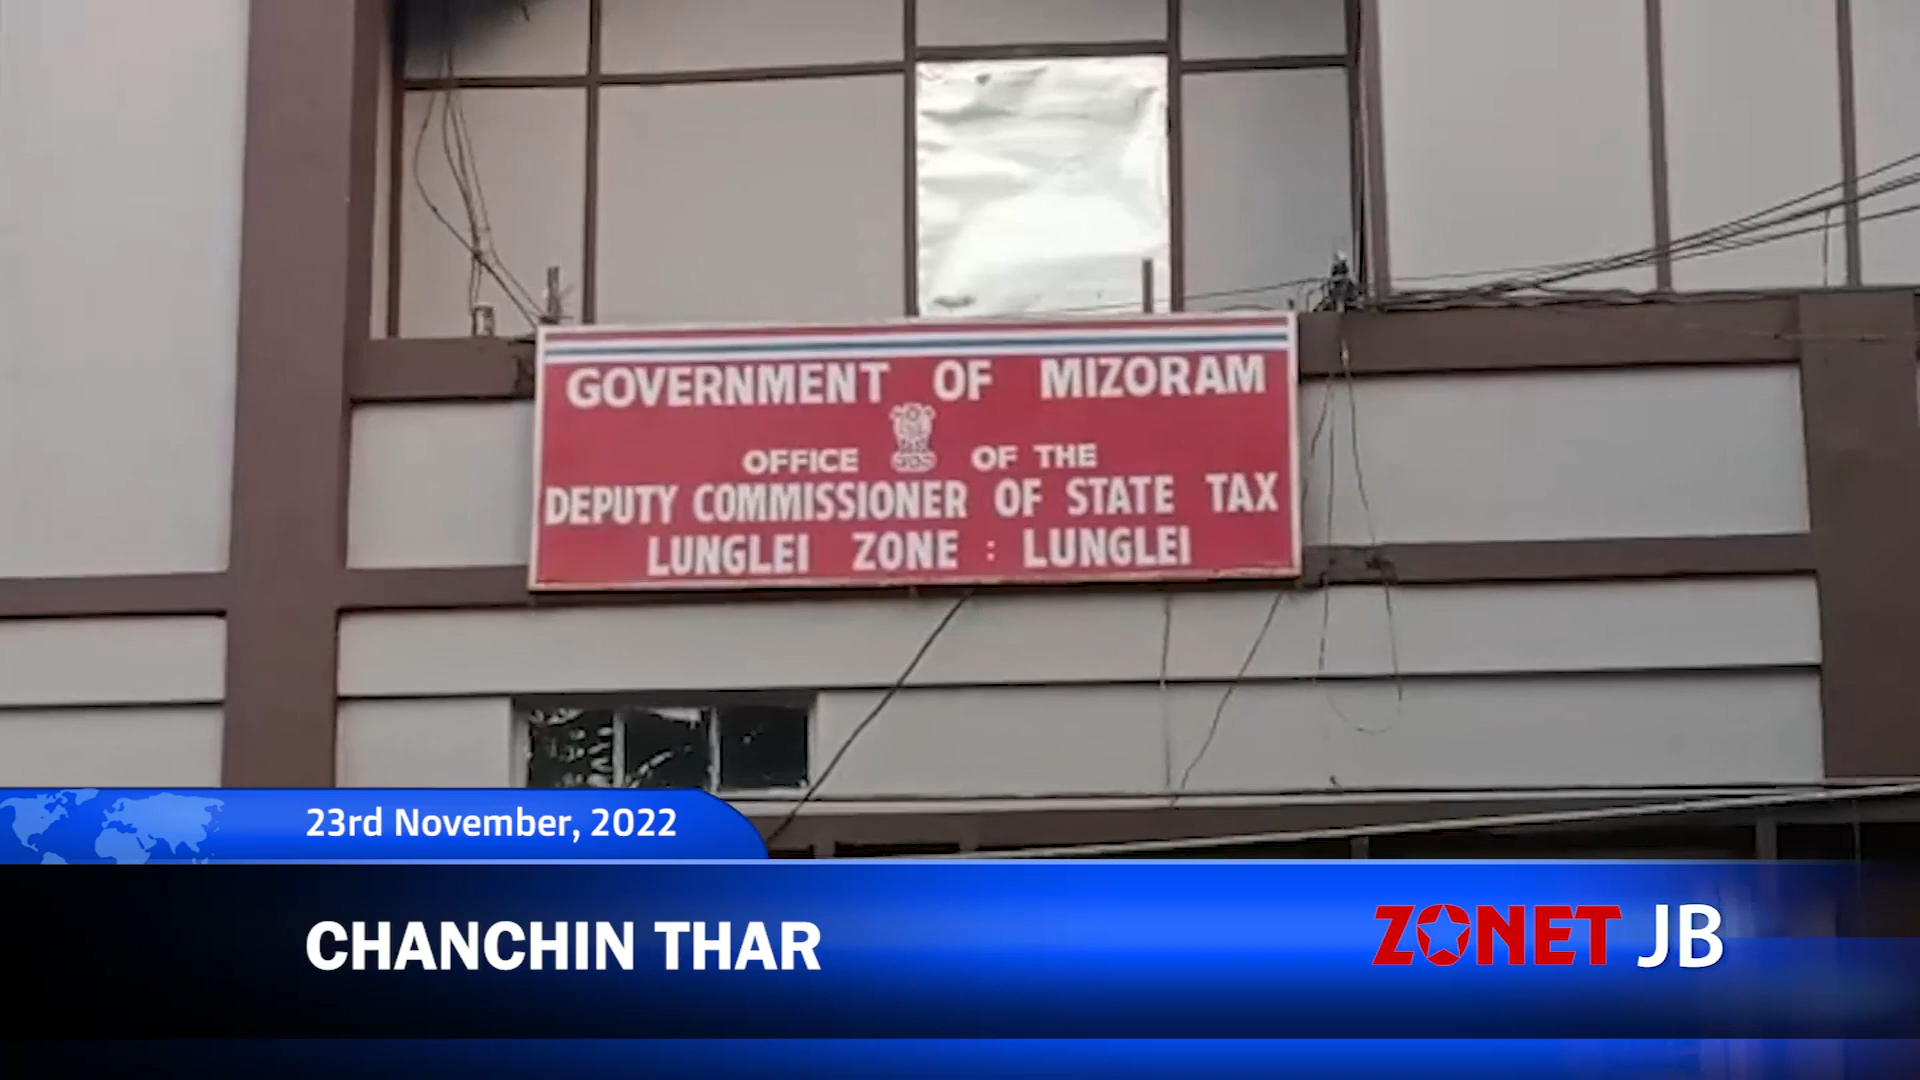 GOVERNMENT OF MIZORAM
OFFICE OF THE
DEPUTY COMMISSIONER OF STATE TAX
LUNGLEI ZONE : LUNGLEI
23rd November, 2022
CHANCHIN THAR
ZONET JB